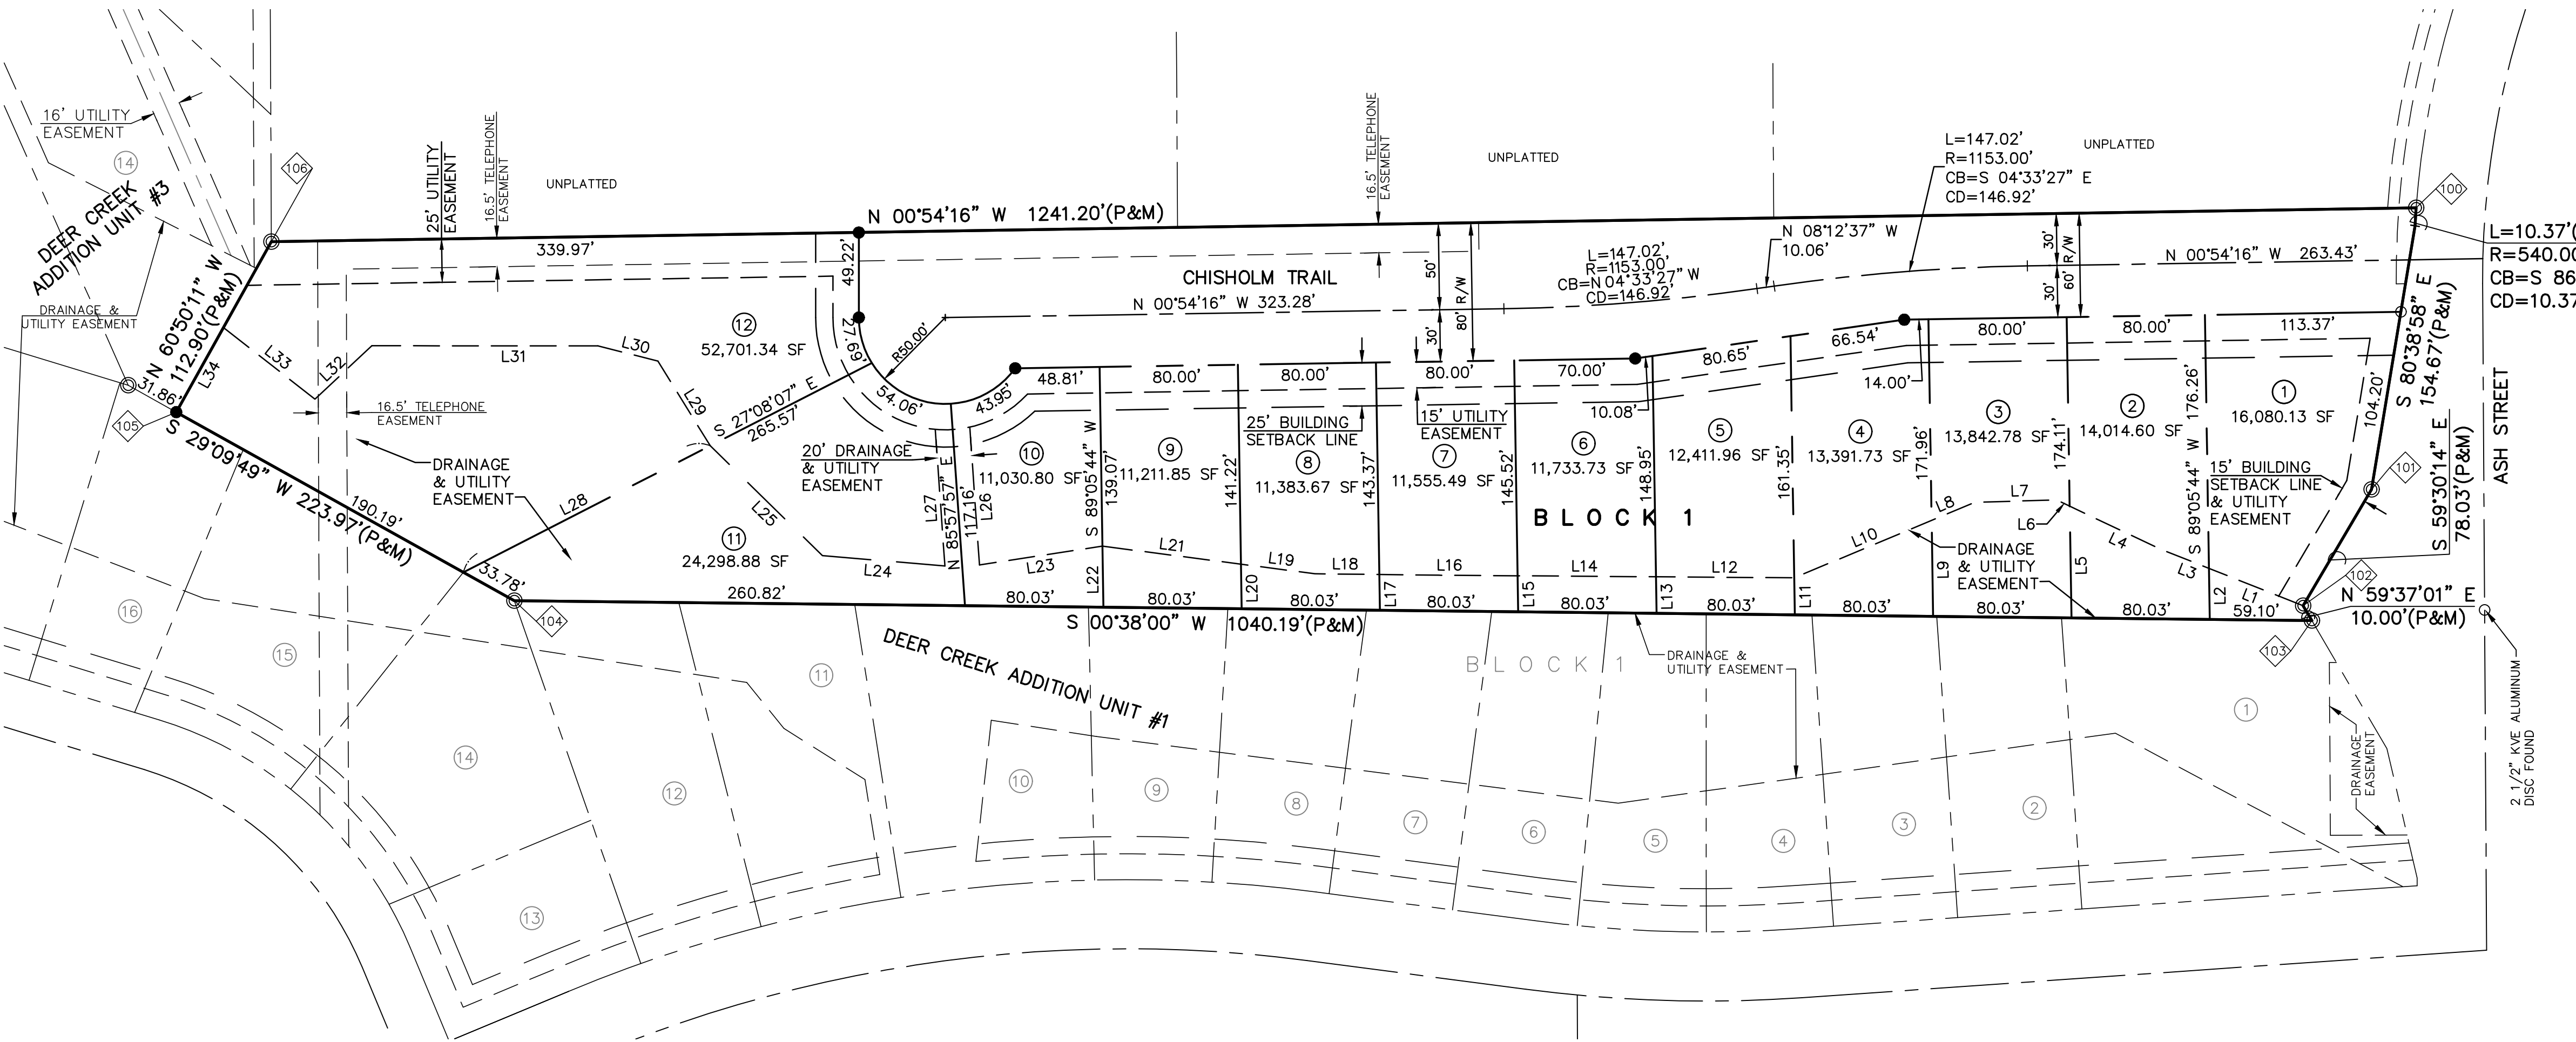 16' UTILITY
EASEMENT
14
DEER CREEK
ADDITION UNIT #3
DRAINAGE &
UTILITY EASEMENT
106
25' UTILITY
EASEMENT
16.5' TELEPHONE
EASEMENT
UNPLATTED
N 00°54'16" W 1241.20'(P&M)
339.97'
49.22'
16.5' TELEPHONE
EASEMENT
UNPLATTED
L=147.02'
R=1153.00'
CB=S 04°33'27" E
CD=146.92'
UNPLATTED
100
L=10.37'(
R=540.00
CB=S 86
CD=10.37
N 60°50'11" W
112.90'(P&M)
L34
L33
L32
L31
L30
L29
31.86'
105
16.5' TELEPHONE
EASEMENT
12
52,701.34 SF
27.69'
R50.00'
54.06'
43.95'
CHISHOLM TRAIL
N 00°54'16" W 323.28'
50'
30'
80' R/W
L=147.02'
R=1153.00'
CB=N 04°33'27" W
CD=146.92'
N 08°12'37" W
10.06'
30'
30'
60' R/W
N 00°54'16" W 263.43'
S 80°38'58" E
154.67'(P&M)
104.20'
48.81'
80.00'
80.00'
80.00'
70.00'
10.08'
80.65'
66.54'
14.00'
80.00'
80.00'
113.37'
S 27°08'07" E
265.57'
S 29°09'49" W 223.97'(P&M)
190.19'
33.78'
DRAINAGE
& UTILITY
EASEMENT
L28
L25
L24
11
24,298.88 SF
20' DRAINAGE
& UTILITY
EASEMENT
L27
N 85°57'57" E
117.16'
L26
10
11,030.80 SF
S 89°05'44" W
139.07'
9
11,211.85 SF
141.22'
25' BUILDING
SETBACK LINE
8
11,383.67 SF
143.37'
15' UTILITY
EASEMENT
7
11,555.49 SF
145.52'
6
11,733.73 SF
148.95'
5
12,411.96 SF
161.35'
4
13,391.73 SF
171.96'
3
13,842.78 SF
174.11'
2
14,014.60 SF
S 89°05'44" W 176.26'
1
16,080.13 SF
15' BUILDING
SETBACK LINE
& UTILITY
EASEMENT
101
S 59°30'14" E
78.03'(P&M)
ASH STREET
BLOCK 1
L23
L22
L21
L20
L19
L18
L17
L16
L15
L14
L13
L12
L11
L10
L9
L8
L7
L6
L5
L4
L3
L2
L1
DRAINAGE
& UTILITY
EASEMENT
102
N 59°37'01" E
10.00'(P&M)
103
104
260.82'
80.03'
80.03'
80.03'
80.03'
80.03'
80.03'
80.03'
80.03'
80.03'
59.10'
S 00°38'00" W 1040.19'(P&M)
DEER CREEK ADDITION UNIT #1
BLOCK 1
DRAINAGE &
UTILITY EASEMENT
DRAINAGE
EASEMENT
2 1/2" KVE ALUMINUM
DISC FOUND
16
15
14
13
12
11
10
9
8
7
6
5
4
3
2
1